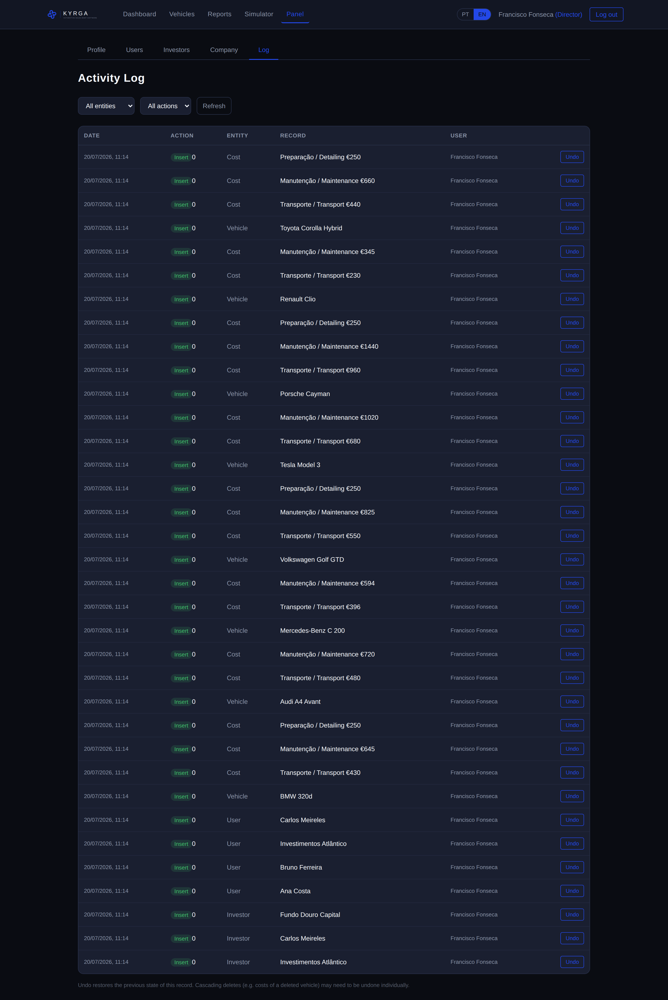 KYRGA
AUTOMOTIVE SALES MGMT SOFTWARE
Dashboard Vehicles Reports Simulator Panel
PT EN Francisco Fonseca (Director) Log out
Profile Users Investors Company Log
Activity Log
All entities All actions Refresh
DATE ACTION ENTITY RECORD USER
20/07/2026, 11:14 Insert 0 Cost Preparação / Detailing €250 Francisco Fonseca Undo
20/07/2026, 11:14 Insert 0 Cost Manutenção / Maintenance €660 Francisco Fonseca Undo
20/07/2026, 11:14 Insert 0 Cost Transporte / Transport €440 Francisco Fonseca Undo
20/07/2026, 11:14 Insert 0 Vehicle Toyota Corolla Hybrid Francisco Fonseca Undo
20/07/2026, 11:14 Insert 0 Cost Manutenção / Maintenance €345 Francisco Fonseca Undo
20/07/2026, 11:14 Insert 0 Cost Transporte / Transport €230 Francisco Fonseca Undo
20/07/2026, 11:14 Insert 0 Vehicle Renault Clio Francisco Fonseca Undo
20/07/2026, 11:14 Insert 0 Cost Preparação / Detailing €250 Francisco Fonseca Undo
20/07/2026, 11:14 Insert 0 Cost Manutenção / Maintenance €1440 Francisco Fonseca Undo
20/07/2026, 11:14 Insert 0 Cost Transporte / Transport €960 Francisco Fonseca Undo
20/07/2026, 11:14 Insert 0 Vehicle Porsche Cayman Francisco Fonseca Undo
20/07/2026, 11:14 Insert 0 Cost Manutenção / Maintenance €1020 Francisco Fonseca Undo
20/07/2026, 11:14 Insert 0 Cost Transporte / Transport €680 Francisco Fonseca Undo
20/07/2026, 11:14 Insert 0 Vehicle Tesla Model 3 Francisco Fonseca Undo
20/07/2026, 11:14 Insert 0 Cost Preparação / Detailing €250 Francisco Fonseca Undo
20/07/2026, 11:14 Insert 0 Cost Manutenção / Maintenance €825 Francisco Fonseca Undo
20/07/2026, 11:14 Insert 0 Cost Transporte / Transport €550 Francisco Fonseca Undo
20/07/2026, 11:14 Insert 0 Vehicle Volkswagen Golf GTD Francisco Fonseca Undo
20/07/2026, 11:14 Insert 0 Cost Manutenção / Maintenance €594 Francisco Fonseca Undo
20/07/2026, 11:14 Insert 0 Cost Transporte / Transport €396 Francisco Fonseca Undo
20/07/2026, 11:14 Insert 0 Vehicle Mercedes-Benz C 200 Francisco Fonseca Undo
20/07/2026, 11:14 Insert 0 Cost Manutenção / Maintenance €720 Francisco Fonseca Undo
20/07/2026, 11:14 Insert 0 Cost Transporte / Transport €480 Francisco Fonseca Undo
20/07/2026, 11:14 Insert 0 Vehicle Audi A4 Avant Francisco Fonseca Undo
20/07/2026, 11:14 Insert 0 Cost Preparação / Detailing €250 Francisco Fonseca Undo
20/07/2026, 11:14 Insert 0 Cost Manutenção / Maintenance €645 Francisco Fonseca Undo
20/07/2026, 11:14 Insert 0 Cost Transporte / Transport €430 Francisco Fonseca Undo
20/07/2026, 11:14 Insert 0 Vehicle BMW 320d Francisco Fonseca Undo
20/07/2026, 11:14 Insert 0 User Carlos Meireles Francisco Fonseca Undo
20/07/2026, 11:14 Insert 0 User Investimentos Atlântico Francisco Fonseca Undo
20/07/2026, 11:14 Insert 0 User Bruno Ferreira Francisco Fonseca Undo
20/07/2026, 11:14 Insert 0 User Ana Costa Francisco Fonseca Undo
20/07/2026, 11:14 Insert 0 Investor Fundo Douro Capital Francisco Fonseca Undo
20/07/2026, 11:14 Insert 0 Investor Carlos Meireles Francisco Fonseca Undo
20/07/2026, 11:14 Insert 0 Investor Investimentos Atlântico Francisco Fonseca Undo
Undo restores the previous state of this record. Cascading deletes (e.g. costs of a deleted vehicle) may need to be undone individually.